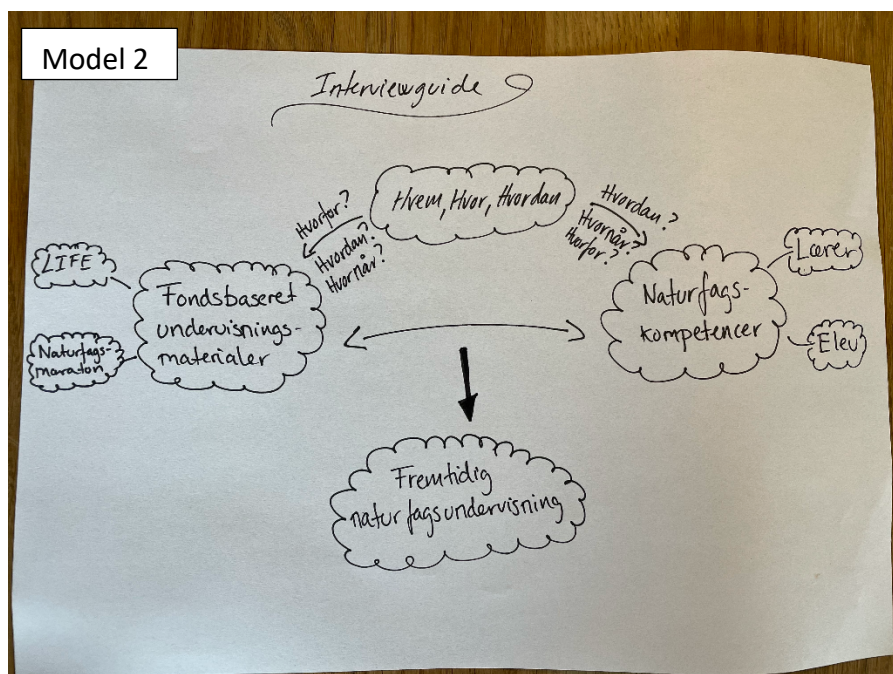 Model 2
Interviewguide
Hvem, Hvor, Hvordan
Hvorfor?
Hvordan?
Hvornår?
Hvordan?
Hvornår?
Hvorfor?
LIFE
Naturfags-
maraton
Fondsbaseret
undervisnings-
materialer
Naturfags-
kompetencer
Lærer
Elev
Fremtidig
naturfagsundervisning